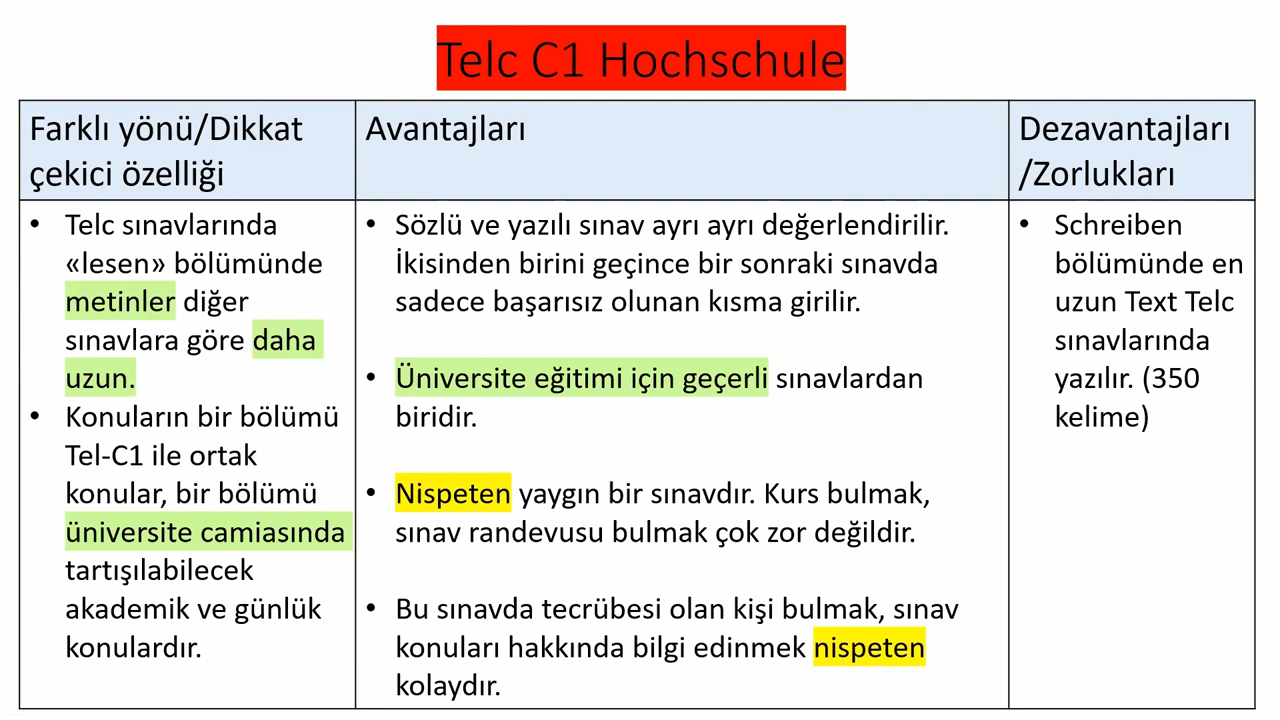 Telc C1 Hochschule
Farklı yönü/Dikkat
çekici özelliği
Avantajları
Dezavantajları
/Zorlukları
• Telc sınavlarında
«lesen» bölümünde
metinler diğer
sınavlara göre daha
uzun.
• Konuların bir bölümü
Tel-C1 ile ortak
konular, bir bölümü
üniversite camiasında
tartışılabilecek
akademik ve günlük
konulardır.
• Sözlü ve yazılı sınav ayrı ayrı değerlendirilir.
İkisinden birini geçince bir sonraki sınavda
sadece başarısız olunan kısma girilir.
• Üniversite eğitimi için geçerli sınavlardan
biridir.
• Nispeten yaygın bir sınavdır. Kurs bulmak,
sınav randevusu bulmak çok zor değildir.
• Bu sınavda tecrübesi olan kişi bulmak, sınav
konuları hakkında bilgi edinmek nispeten
kolaydır.
• Schreiben
bölümünde en
uzun Text Telc
sınavlarında
yazılır. (350
kelime)